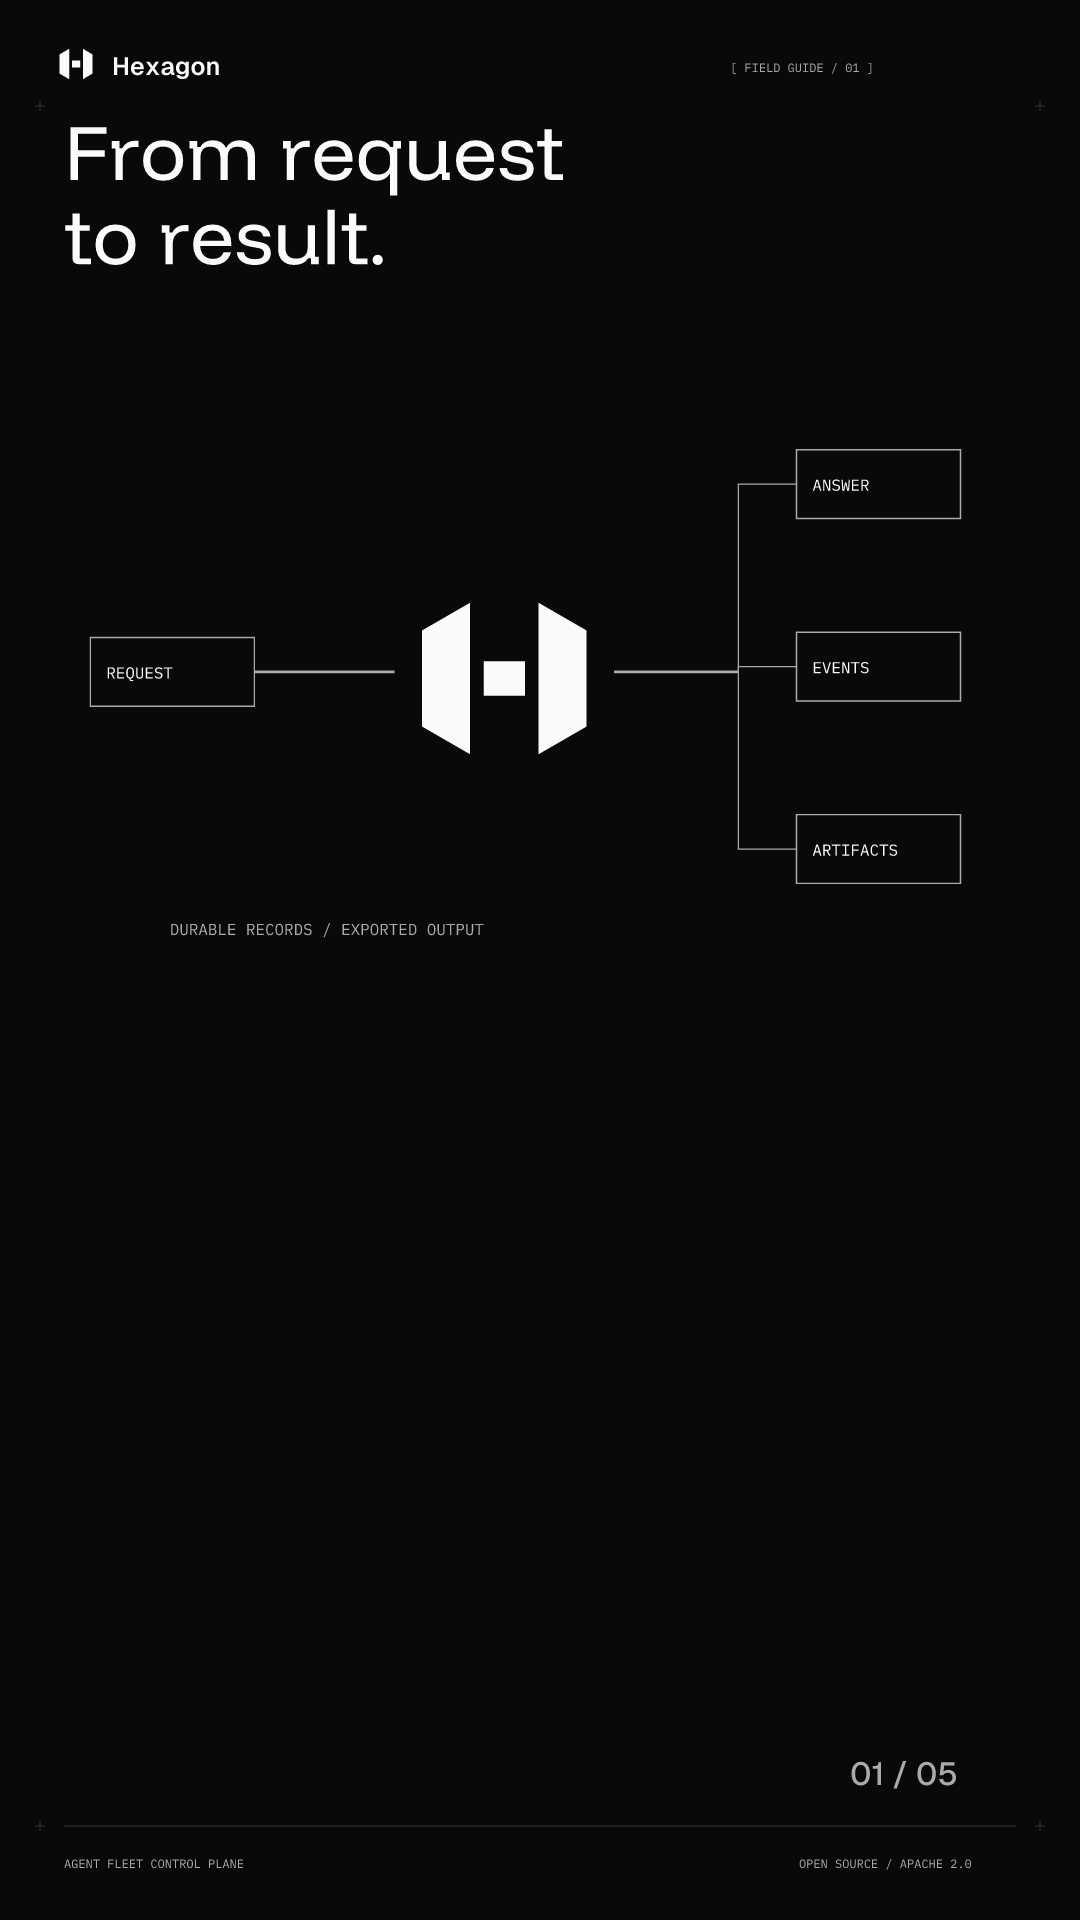 Hexagon
[ FIELD GUIDE / 01 ]
From request
to result.
ANSWER
REQUEST
EVENTS
ARTIFACTS
DURABLE RECORDS / EXPORTED OUTPUT
01 / 05
AGENT FLEET CONTROL PLANE
OPEN SOURCE / APACHE 2.0